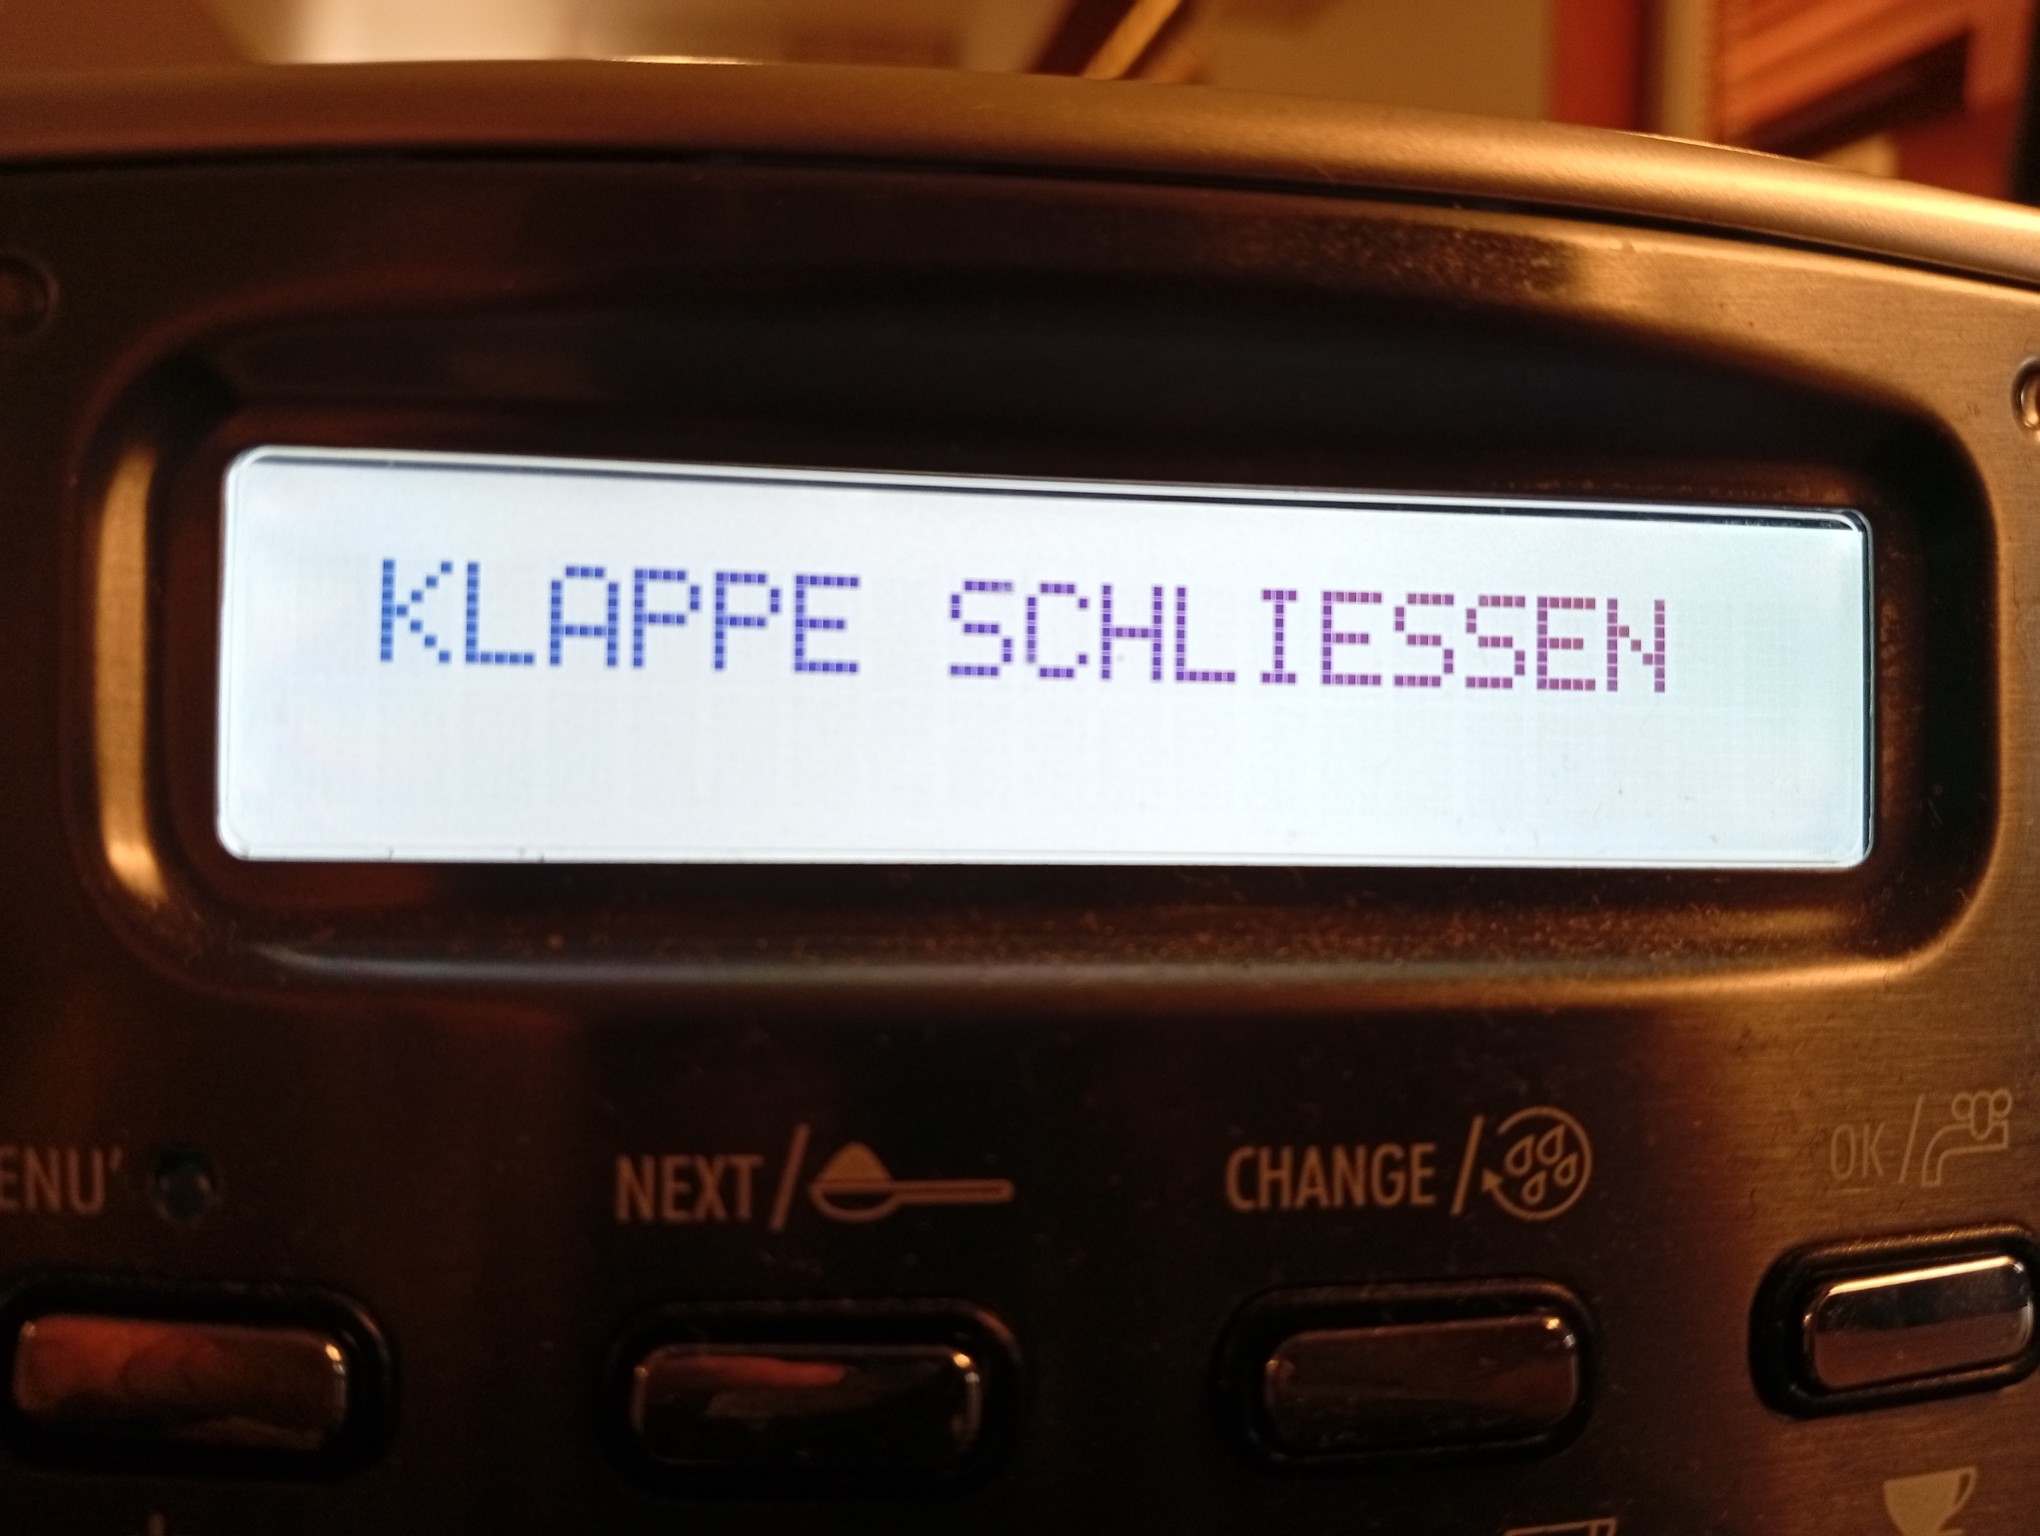 KLAPPE SCHLIESSEN
ENU'
NEXT/
CHANGE/
OK/